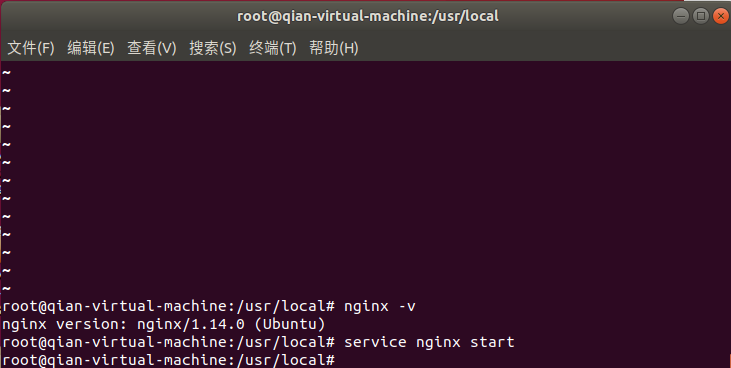 root@qian-virtual-machine:/usr/local
文件(F) 编辑(E) 查看(V) 搜索(S) 终端(T) 帮助(H)
~
~
~
~
~
~
~
~
~
~
~
~
~
root@qian-virtual-machine:/usr/local# nginx -v
nginx version: nginx/1.14.0 (Ubuntu)
root@qian-virtual-machine:/usr/local# service nginx start
root@qian-virtual-machine:/usr/local#